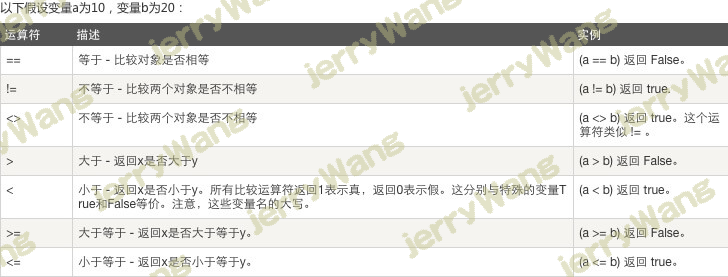 以下假设变量a为10，变量b为20：
运算符 描述 实例
== 等于 - 比较对象是否相等 (a == b) 返回 False。
!= 不等于 - 比较两个对象是否不相等 (a != b) 返回 true.
<> 不等于 - 比较两个对象是否不相等 (a <> b) 返回 true。这个运
算符类似 != 。
> 大于 - 返回x是否大于y (a > b) 返回 False。
< 小于 - 返回x是否小于y。所有比较运算符返回1表示真，返回0表示假。这分别与特殊的变量T (a < b) 返回 true。
rue和False等价。注意，这些变量名的大写。
>= 大于等于 - 返回x是否大于等于y。 (a >= b) 返回 False。
<= 小于等于 - 返回x是否小于等于y。 (a <= b) 返回 true。
jerryWang
jerryWang
jerryWang
jerryWang
jerryWang
jerryWang
jerryWang
jerryWang
jerryWang